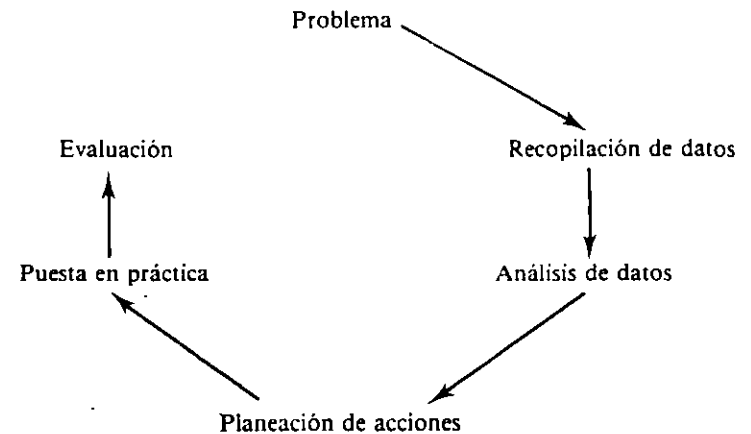 Problema
Evaluación
Recopilación de datos
Puesta en práctica
Análisis de datos
Planeación de acciones